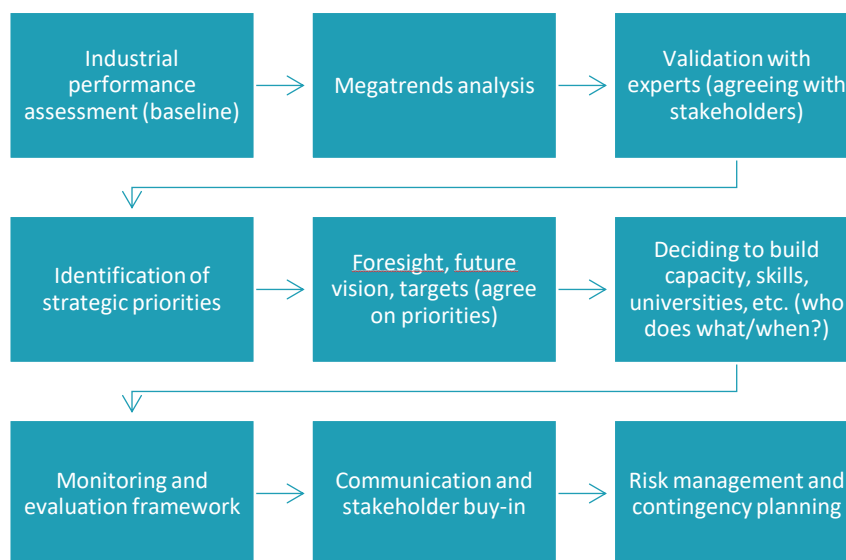 Industrial
performance
assessment (baseline)
Megatrends analysis
Validation with
experts (agreeing with
stakeholders)
Identification of
strategic priorities
Foresight, future
vision, targets (agree
on priorities)
Deciding to build
capacity, skills,
universities, etc. (who
does what/when?)
Monitoring and
evaluation framework
Communication and
stakeholder buy-in
Risk management and
contingency planning